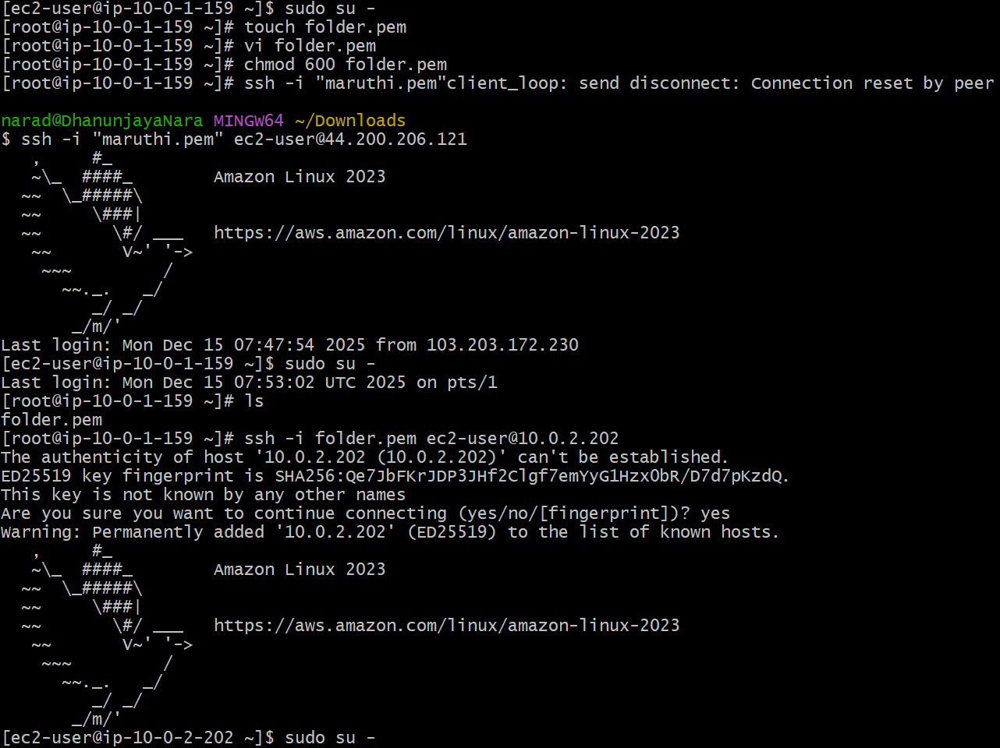 [ec2-user@ip-10-0-1-159 ~]$ sudo su -
[root@ip-10-0-1-159 ~]# touch folder.pem
[root@ip-10-0-1-159 ~]# vi folder.pem
[root@ip-10-0-1-159 ~]# chmod 600 folder.pem
[root@ip-10-0-1-159 ~]# ssh -i "maruthi.pem"client_loop: send disconnect: Connection reset by peer

narad@DhanunjayaNara MINGW64 ~/Downloads
$ ssh -i "maruthi.pem" ec2-user@44.200.206.121
   ,     #_
   ~\_  ####_        Amazon Linux 2023
  ~~  \_#####\
  ~~     \###|
  ~~       \#/ ___   https://aws.amazon.com/linux/amazon-linux-2023
   ~~       V~' '->
    ~~~         /
      ~~._.   _/
         _/ _/
       _/m/'
Last login: Mon Dec 15 07:47:54 2025 from 103.203.172.230
[ec2-user@ip-10-0-1-159 ~]$ sudo su -
Last login: Mon Dec 15 07:53:02 UTC 2025 on pts/1
[root@ip-10-0-1-159 ~]# ls
folder.pem
[root@ip-10-0-1-159 ~]# ssh -i folder.pem ec2-user@10.0.2.202
The authenticity of host '10.0.2.202 (10.0.2.202)' can't be established.
ED25519 key fingerprint is SHA256:Qe7JbFKrJDP3JHf2Clgf7emYyG1HzxObR/D7d7pKzdQ.
This key is not known by any other names
Are you sure you want to continue connecting (yes/no/[fingerprint])? yes
Warning: Permanently added '10.0.2.202' (ED25519) to the list of known hosts.
   ,     #_
   ~\_  ####_        Amazon Linux 2023
  ~~  \_#####\
  ~~     \###|
  ~~       \#/ ___   https://aws.amazon.com/linux/amazon-linux-2023
   ~~       V~' '->
    ~~~         /
      ~~._.   _/
         _/ _/
       _/m/'
[ec2-user@ip-10-0-2-202 ~]$ sudo su -